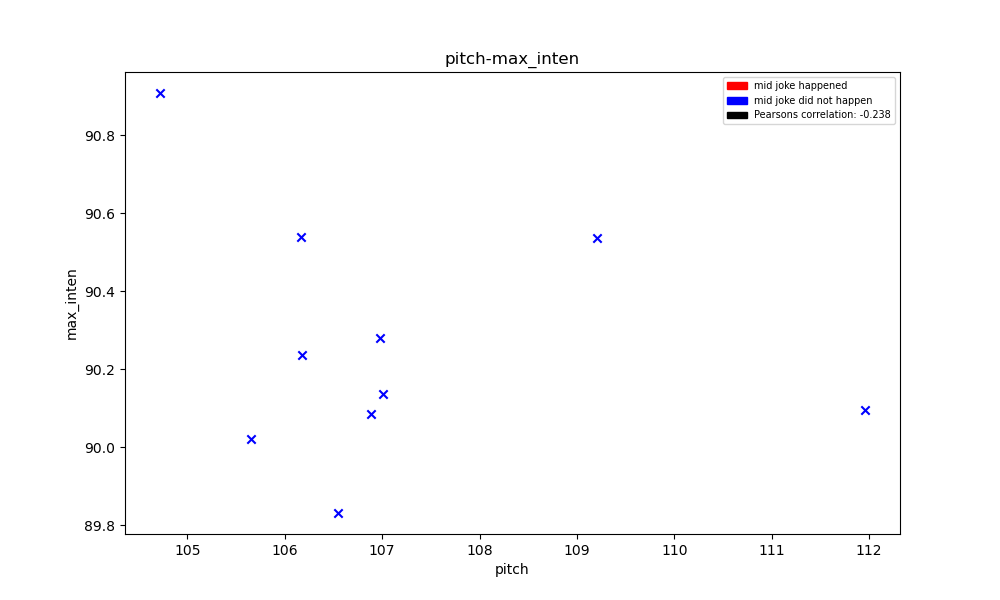 pitch-max_inten
mid joke happened
mid joke did not happen
Pearsons correlation: -0.238
90.8
90.6
90.4
90.2
90.0
89.8
max_inten
105 106 107 108 109 110 111 112
pitch